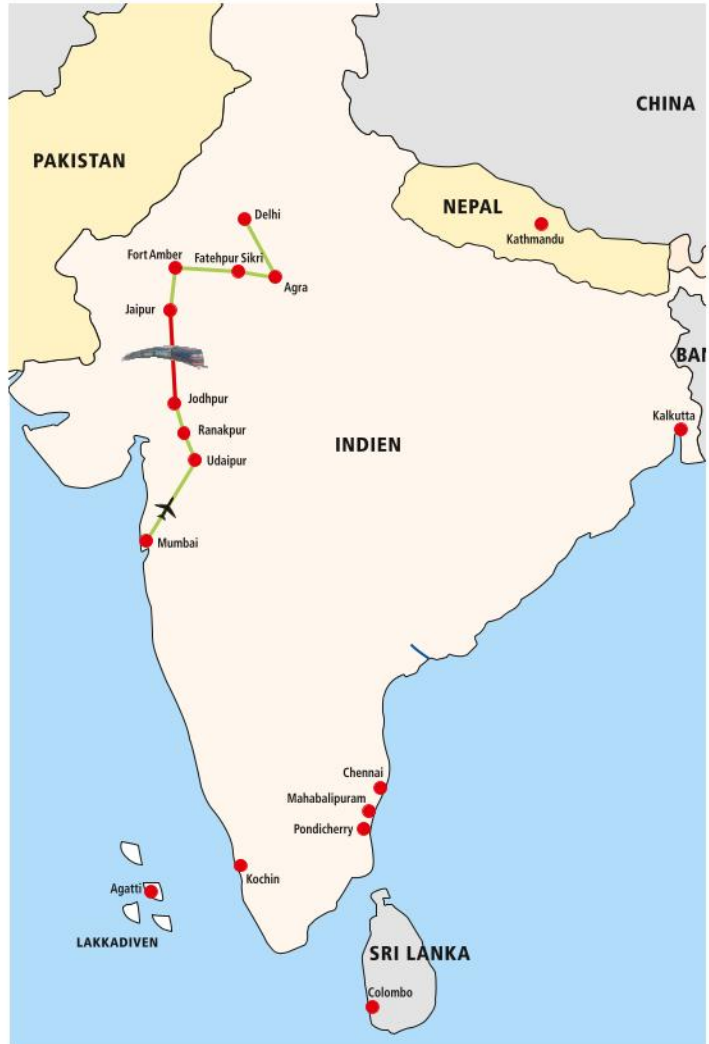 CHINA
PAKISTAN
NEPAL
Delhi
Kathmandu
Fort Amber
Fatehpur Sikri
Agra
Jaipur
BAN
Jodhpur
Kalkutta
Ranakpur
INDIEN
Udaipur
Mumbai
Chennai
Mahabalipuram
Pondicherry
Kochin
Agatti
LAKKADIVEN
SRI LANKA
Colombo